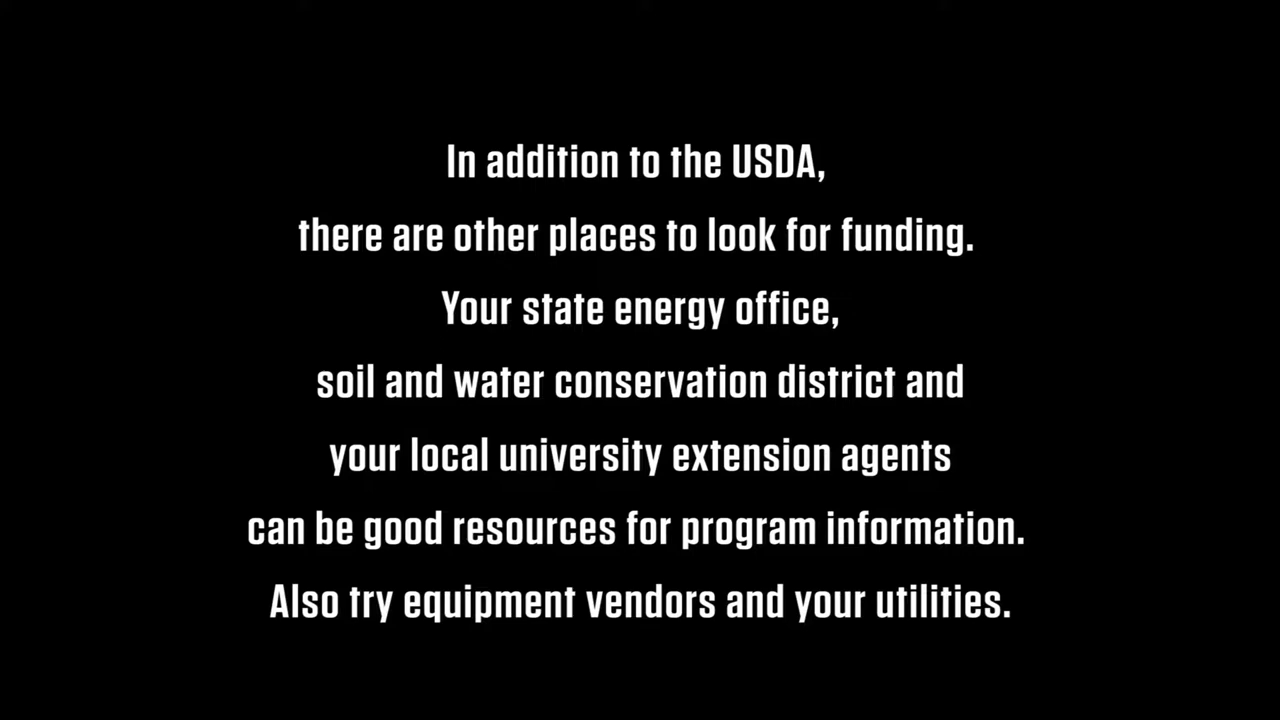 In addition to the USDA,
there are other places to look for funding.
Your state energy office,
soil and water conservation district and
your local university extension agents
can be good resources for program information.
Also try equipment vendors and your utilities.